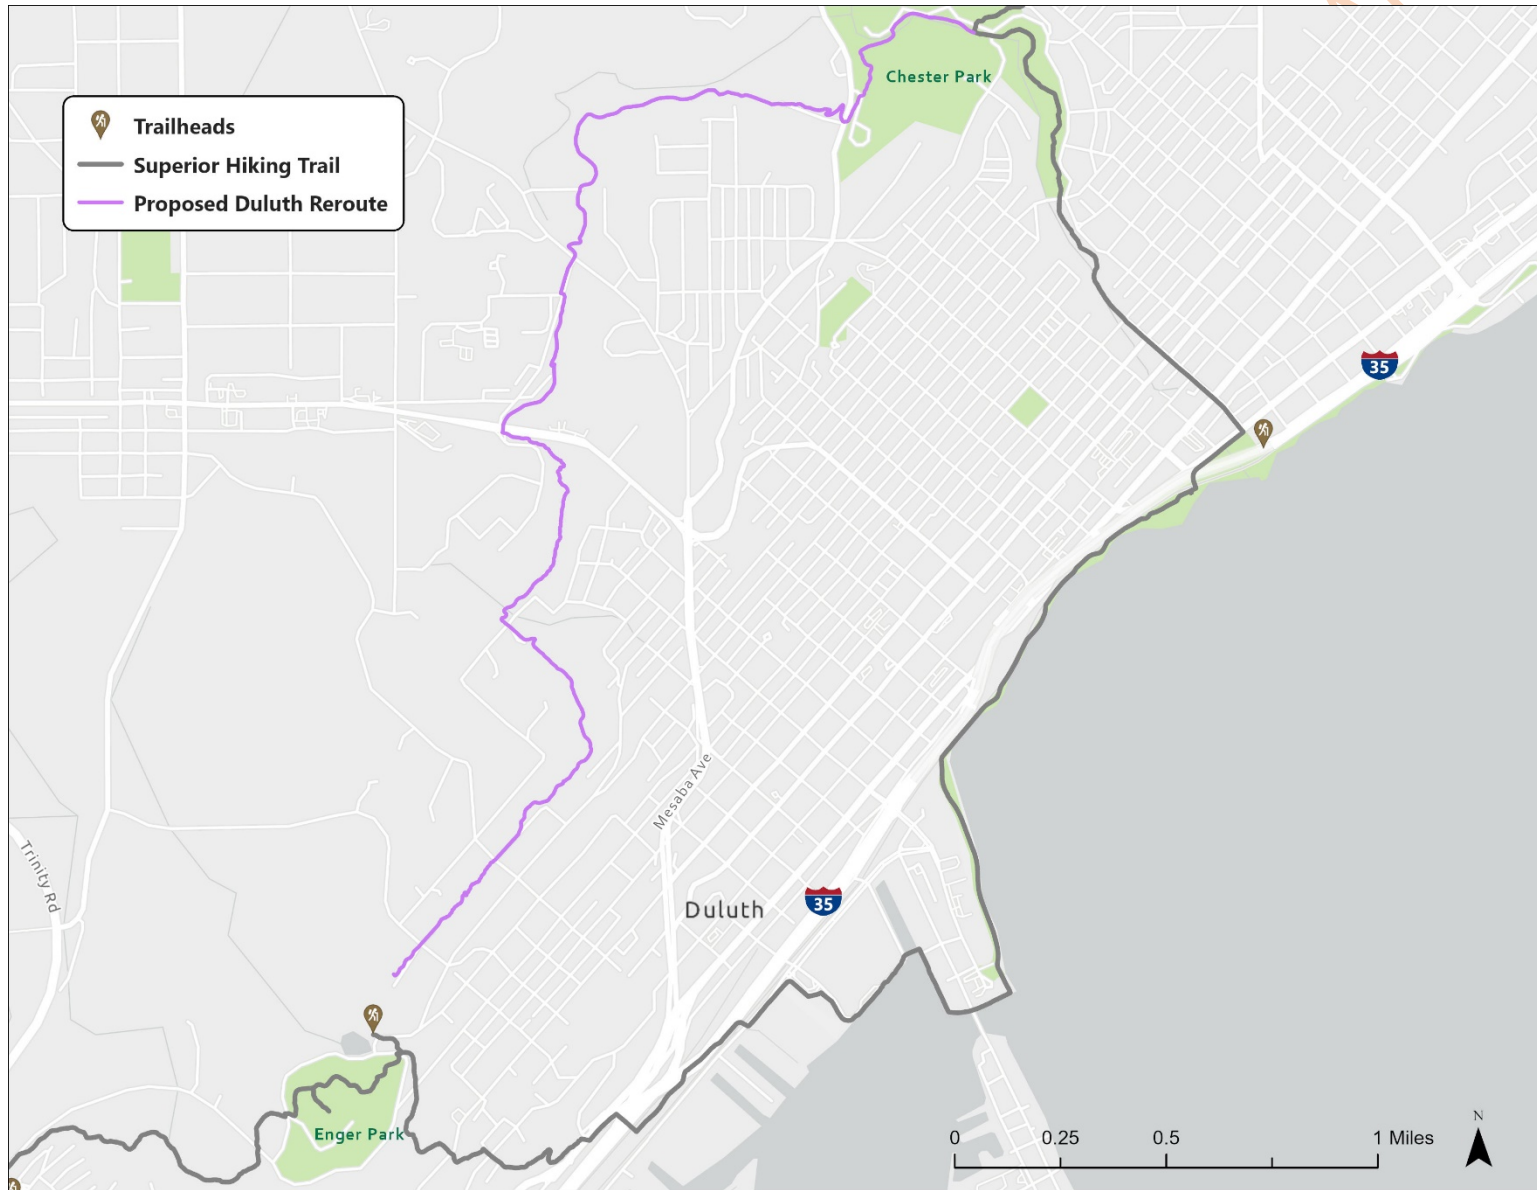 Chester Park
Trailheads
Superior Hiking Trail
Proposed Duluth Reroute
35
Mesaba Ave
Trinity Rd
Duluth
35
Enger Park
N
0 0.25 0.5 1 Miles